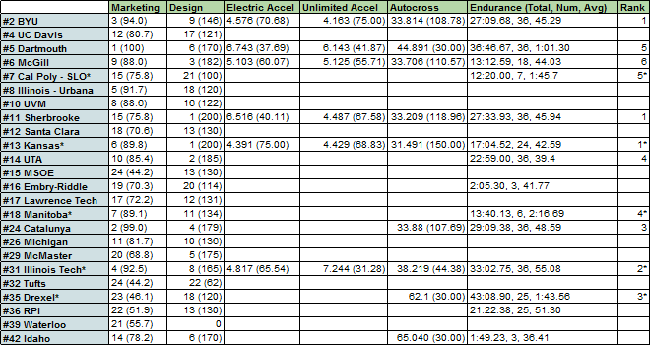 Marketing Design Electric Accel Unlimited Accel Autocross Endurance (Total, Num, Avg) Rank
#2 BYU 3 (94.0) 9 (146) 4.576 (70.68) 4.163 (75.00) 33.814 (108.78) 27:09.68, 36, 45.29 1
#4 UC Davis 12 (80.7) 17 (121)
#5 Dartmouth 1 (100) 6 (170) 6.743 (37.69) 6.143 (41.87) 44.891 (30.00) 36:46.67, 36, 1:01.30 5
#6 McGill 9 (88.0) 3 (182) 5.103 (60.07) 5.125 (55.71) 33.706 (110.57) 13:12.59, 18, 44.03 6
#7 Cal Poly - SLO* 15 (75.8) 21 (100) 12:20.00, 7, 1:45.7 5*
#8 Illinois - Urbana 5 (91.7) 18 (120)
#10 UVM 8 (88.0) 10 (122)
#11 Sherbrooke 15 (75.8) 1 (200) 6.516 (40.11) 4.487 (67.58) 33.209 (118.96) 27:33.93, 36, 45.94 1
#12 Santa Clara 18 (70.6) 13 (130)
#13 Kansas* 6 (89.8) 1 (200) 4.391 (75.00) 4.429 (68.83) 31.491 (150.00) 17:04.52, 24, 42.59 1*
#14 UTA 10 (85.4) 2 (185) 22:59.00, 36, 39.4 4
#15 MSOE 24 (44.2) 13 (130)
#16 Embry-Riddle 19 (70.3) 20 (114) 2:05.30, 3, 41.77
#17 Lawrence Tech 17 (72.2) 12 (131)
#18 Manitoba* 7 (89.1) 11 (134) 13:40.13, 6, 2:16.69 4*
#24 Catalunya 2 (99.0) 4 (179) 33.88 (107.69) 29:09.38, 36, 48.59 3
#26 Michigan 11 (81.7) 10 (130)
#29 McMaster 20 (68.8) 5 (175)
#31 Illinois Tech* 4 (92.5) 8 (165) 4.817 (65.54) 7.244 (31.28) 38.219 (44.38) 33:02.75, 36, 55.08 2*
#32 Tufts 24 (44.2) 22 (62)
#35 Drexel* 23 (46.1) 18 (120) 62.1 (30.00) 43:08.90, 25, 1:43.56 3*
#36 RPI 22 (51.9) 13 (130) 21:22.38, 25, 51.30
#39 Waterloo 21 (55.7) 0
#42 Idaho 14 (78.2) 6 (170) 65.040 (30.00) 1:49.23, 3, 36.41